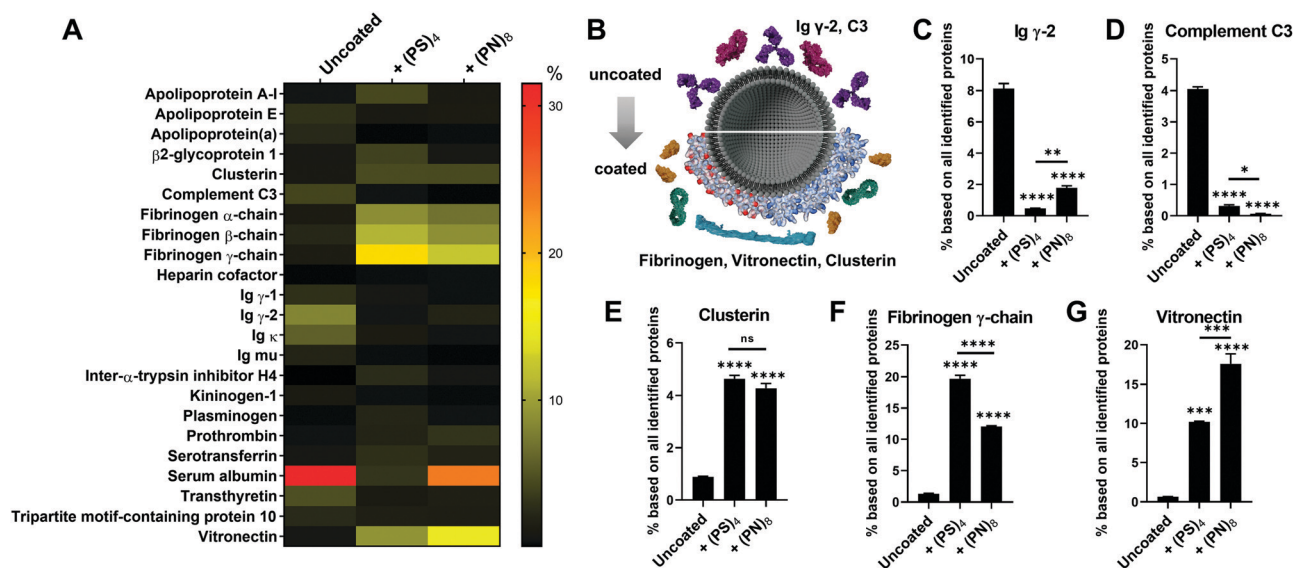 A
Uncoated
+ (PS)4
+ (PN)8
%
30
20
10
Apolipoprotein A-I
Apolipoprotein E
Apolipoprotein(a)
β2-glycoprotein 1
Clusterin
Complement C3
Fibrinogen α-chain
Fibrinogen β-chain
Fibrinogen γ-chain
Heparin cofactor
Ig γ-1
Ig γ-2
Ig κ
Ig mu
Inter-α-trypsin inhibitor H4
Kininogen-1
Plasminogen
Prothrombin
Serotransferrin
Serum albumin
Transthyretin
Tripartite motif-containing protein 10
Vitronectin
B
Ig γ-2, C3
uncoated
coated
Fibrinogen, Vitronectin, Clusterin
C
Ig γ-2
% based on all identified proteins
10
8
6
4
2
0
**
****
****
Uncoated
+ (PS)4
+ (PN)8
D
Complement C3
% based on all identified proteins
5
4
3
2
1
0
*
****
****
Uncoated
+ (PS)4
+ (PN)8
E
Clusterin
% based on all identified proteins
6
4
2
0
ns
****
****
Uncoated
+ (PS)4
+ (PN)8
F
Fibrinogen γ-chain
% based on all identified proteins
25
20
15
10
5
0
****
****
****
Uncoated
+ (PS)4
+ (PN)8
G
Vitronectin
% based on all identified proteins
20
15
10
5
0
***
****
***
Uncoated
+ (PS)4
+ (PN)8